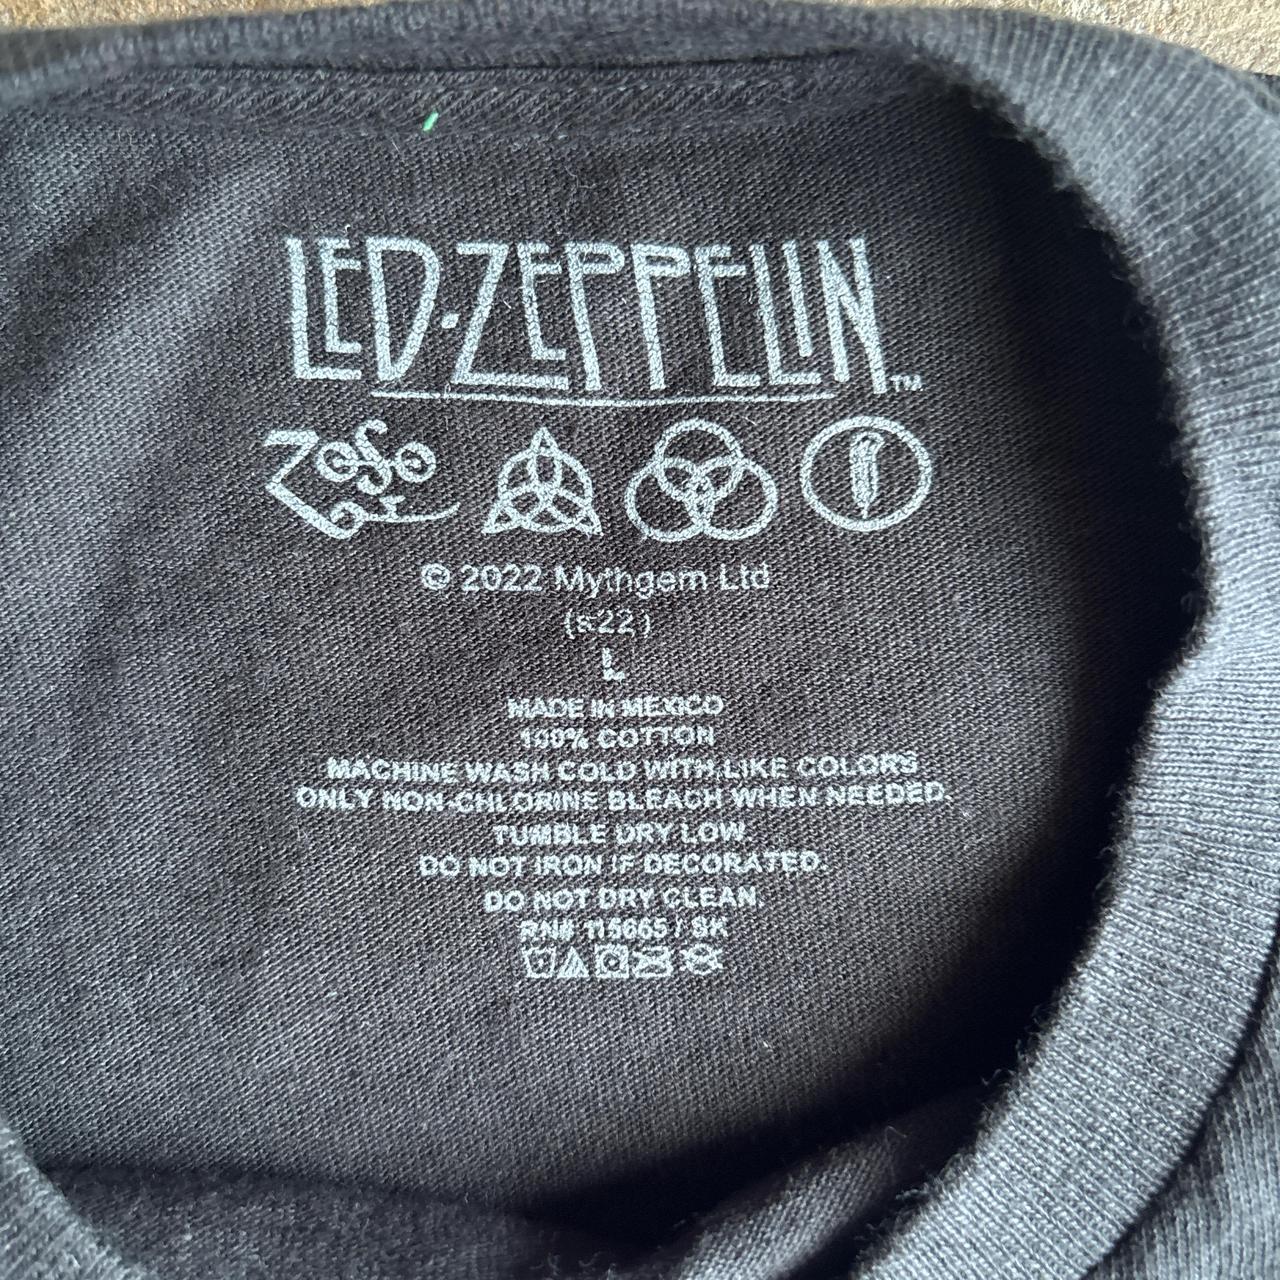 LED·ZEPPELIN™
ZoSo
© 2022 Mythgem Ltd
(s22)
L
MADE IN MEXICO
100% COTTON
MACHINE WASH COLD WITH LIKE COLORS.
ONLY NON-CHLORINE BLEACH WHEN NEEDED.
TUMBLE DRY LOW.
DO NOT IRON IF DECORATED.
DO NOT DRY CLEAN.
RN# 115665 / SK